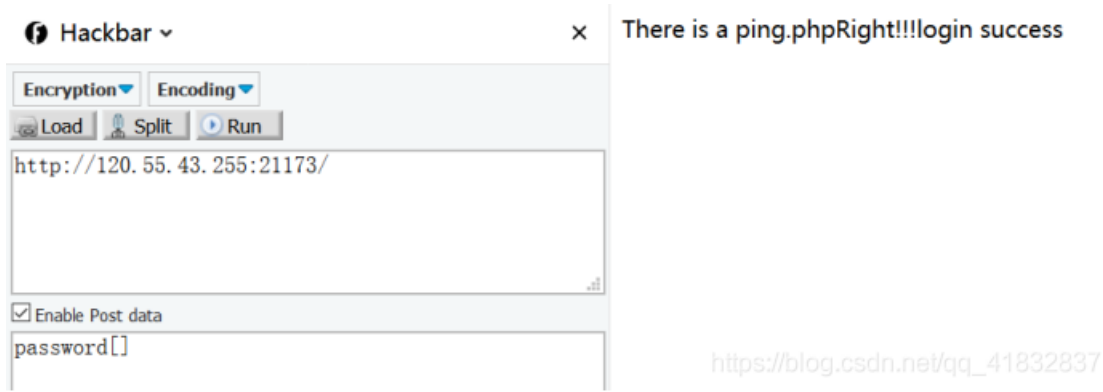 Hackbar
There is a ping.phpRight!!!login success
Encryption Encoding
Load Split Run
http://120.55.43.255:21173/
Enable Post data
password[]
https://blog.csdn.net/qq_41832837